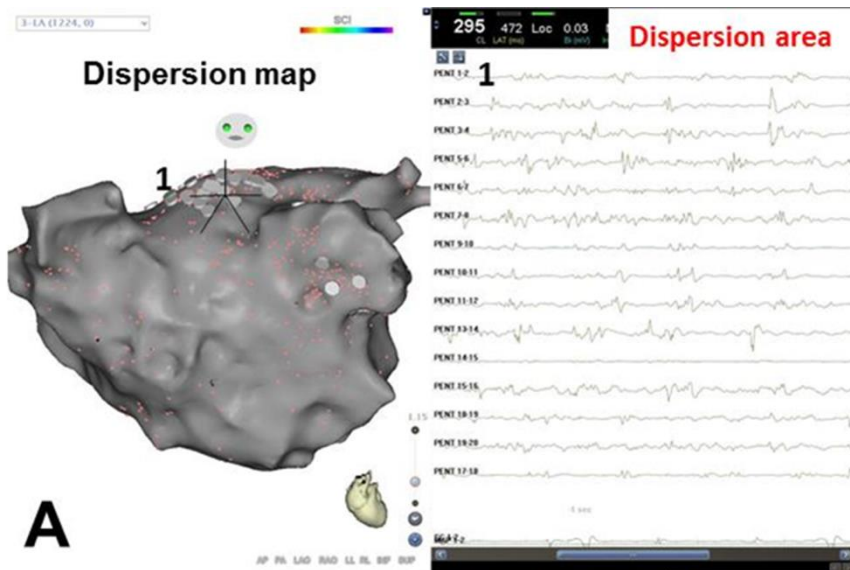 3-LA (1224, 0)
SCI
Dispersion map
1
1.15
A
AP PA LAO RAO LL RL INF SUP
295 472 Loc 0.03
CL LAT (ms) Bi (mV)
Dispersion area
1
PENT 1-2
PENT 2-3
PENT 3-4
PENT 5-6
PENT 6-7
PENT 7-8
PENT 9-10
PENT 10-11
PENT 11-12
PENT 13-14
PENT 14-15
PENT 15-16
PENT 18-19
PENT 19-20
PENT 17-18
4 sec